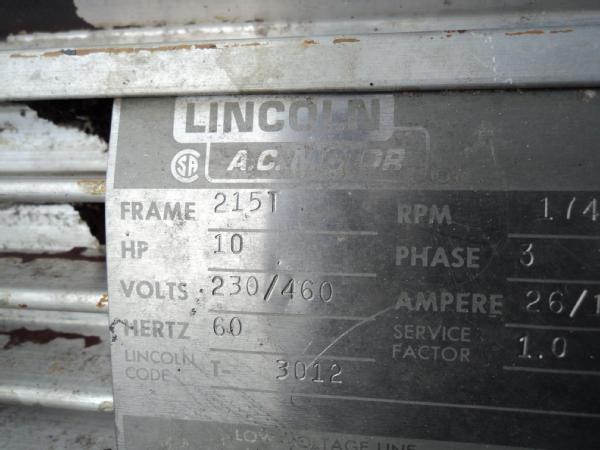 LINCOLN
SA A.C. MOTOR ®
FRAME 215T RPM 174
HP 10 PHASE 3
VOLTS 230/460 AMPERE 26/1
HERTZ 60 SERVICE FACTOR 1.0
LINCOLN CODE T- 3012
LOW VOLTAGE LINE